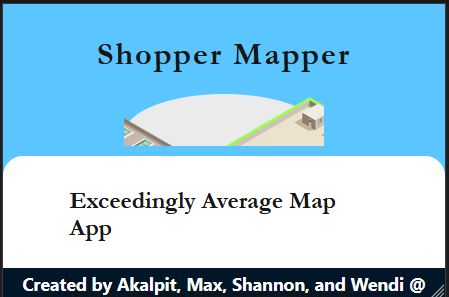 Shopper Mapper
Exceedingly Average Map
App
Created by Akalpit, Max, Shannon, and Wendi @